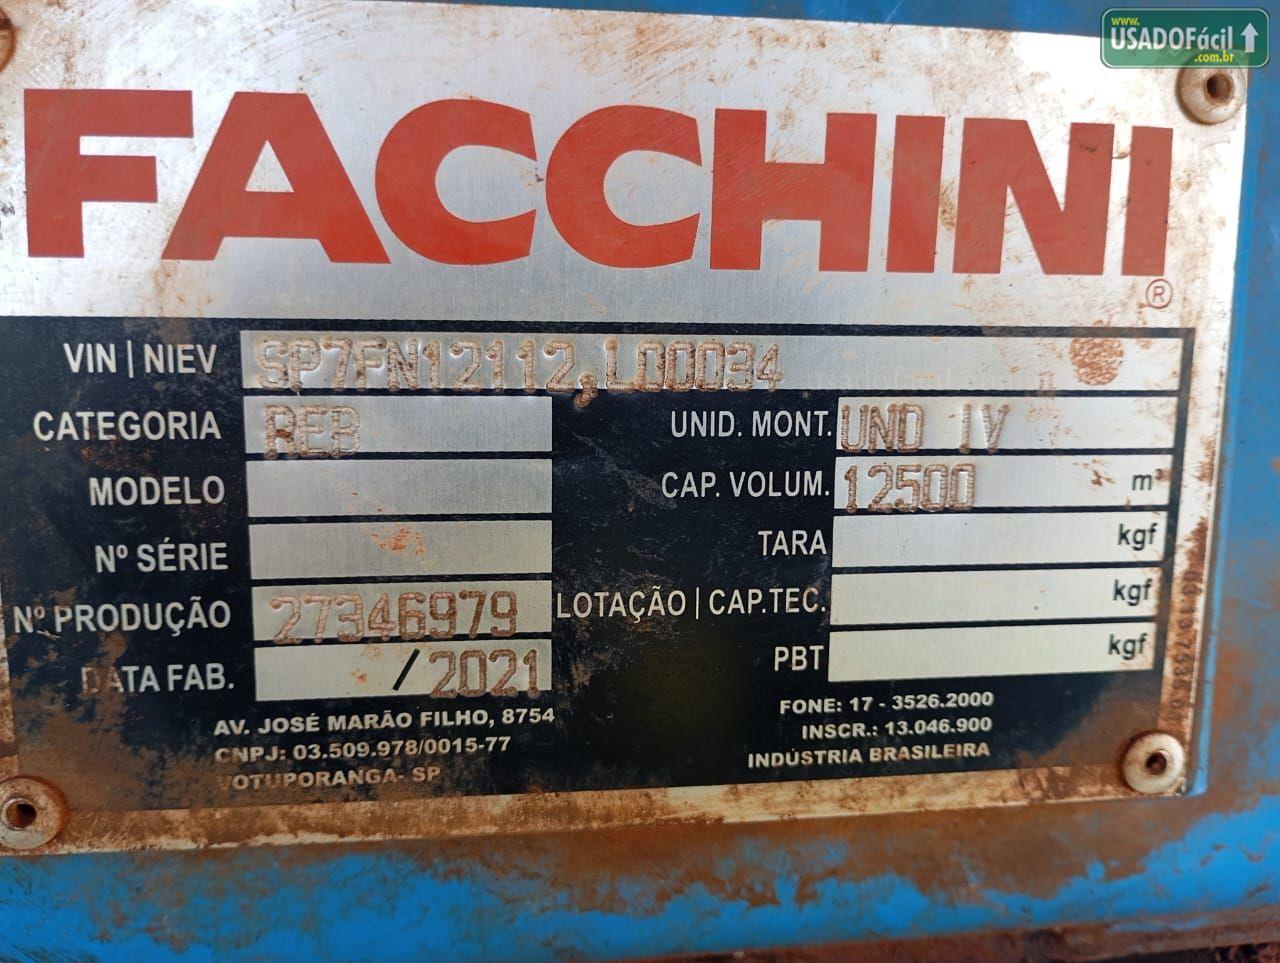 www.
USADOFácil
.com.br
FACCHINI
®
VIN | NIEV SP7FN12112,L00034
CATEGORIA REB UNID. MONT. UND IV
MODELO CAP. VOLUM. 12500 m³
Nº SÉRIE TARA kgf
Nº PRODUÇÃO 27346979 LOTAÇÃO | CAP.TEC. kgf
DATA FAB. /2021 PBT kgf
AV. JOSÉ MARÃO FILHO, 8754 FONE: 17 - 3526.2000
CNPJ: 03.509.978/0015-77 INSCR.: 13.046.900
VOTUPORANGA- SP INDÚSTRIA BRASILEIRA